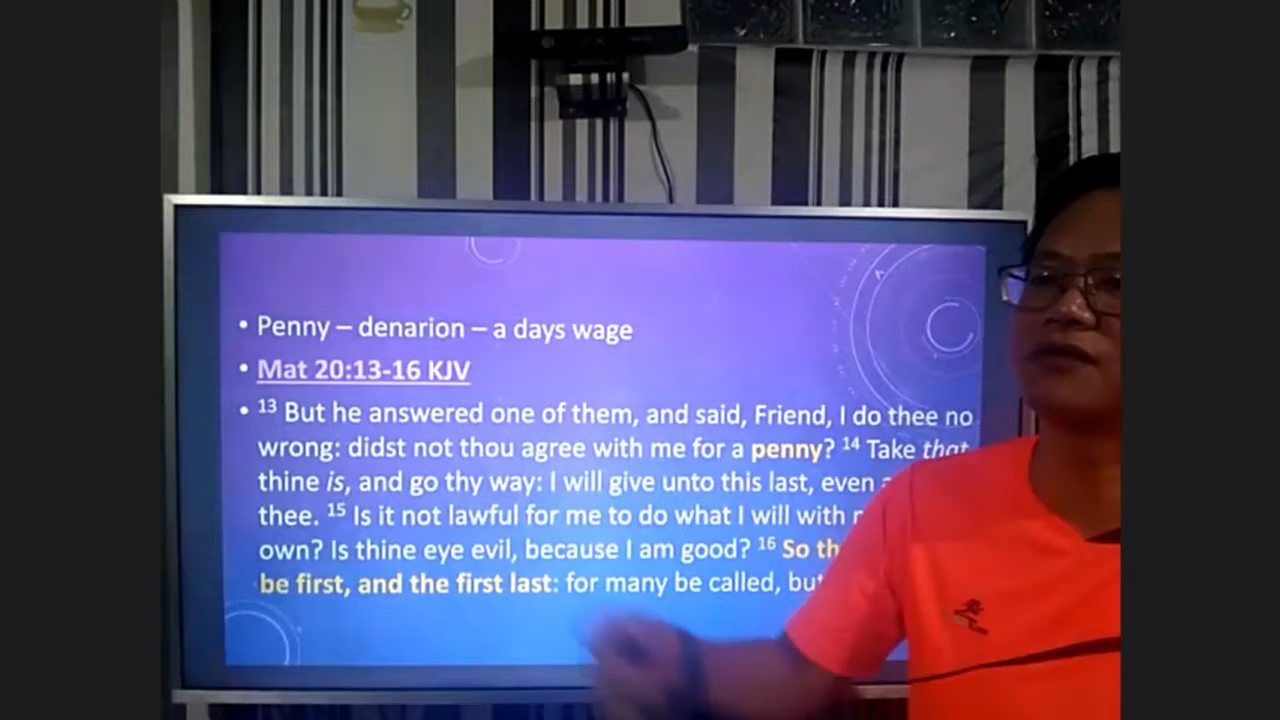 • Penny – denarion – a days wage
• Mat 20:13-16 KJV
• 13 But he answered one of them, and said, Friend, I do thee no
wrong: didst not thou agree with me for a penny? 14 Take that
thine is, and go thy way: I will give unto this last, even
thee. 15 Is it not lawful for me to do what I will with
own? Is thine eye evil, because I am good? 16 So
be first, and the first last: for many be called,